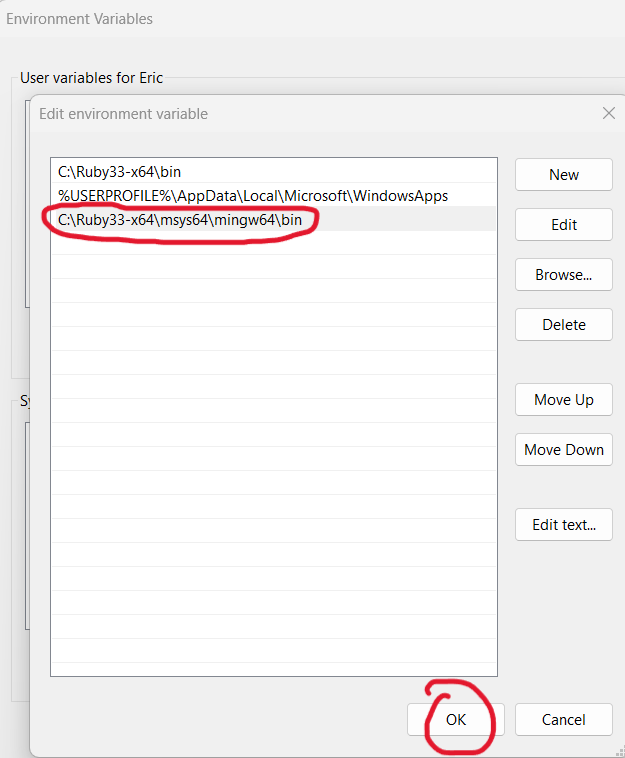 Environment Variables
User variables for Eric
Edit environment variable
C:\Ruby33-x64\bin
%USERPROFILE%\AppData\Local\Microsoft\WindowsApps
C:\Ruby33-x64\msys64\mingw64\bin
New
Edit
Browse...
Delete
Move Up
Move Down
Edit text...
OK
Cancel